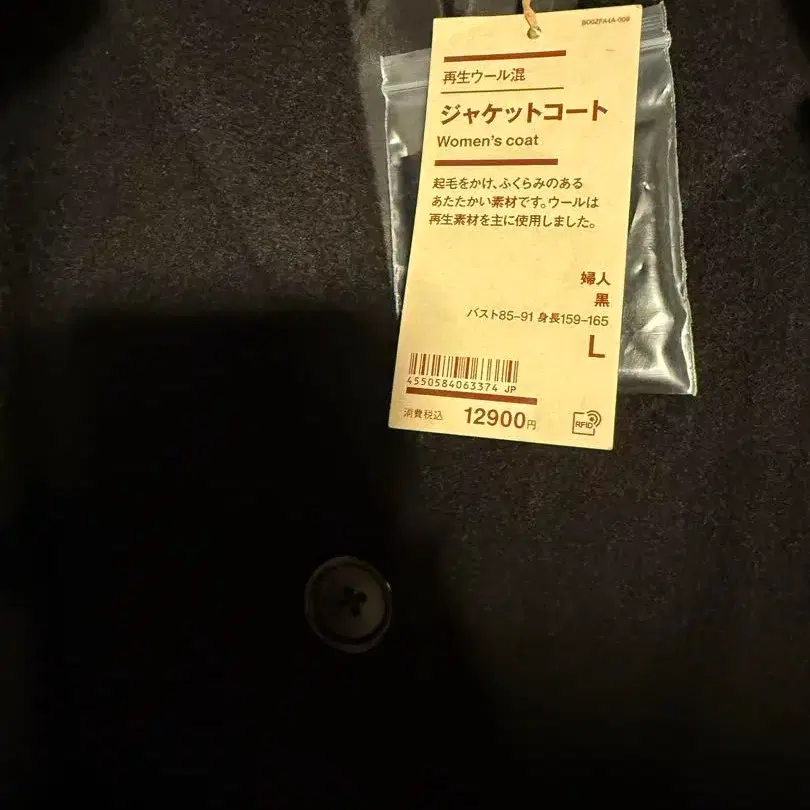 BO0ZFA4A-009
再生ウール混
ジャケットコート
Women's coat
起毛をかけ、ふくらみのある
あたたかい素材です。ウールは
再生素材を主に使用しました。
婦人
黒
バスト85–91 身長159–165
L
4550584063374 JP
消費税込 12900円
RFID